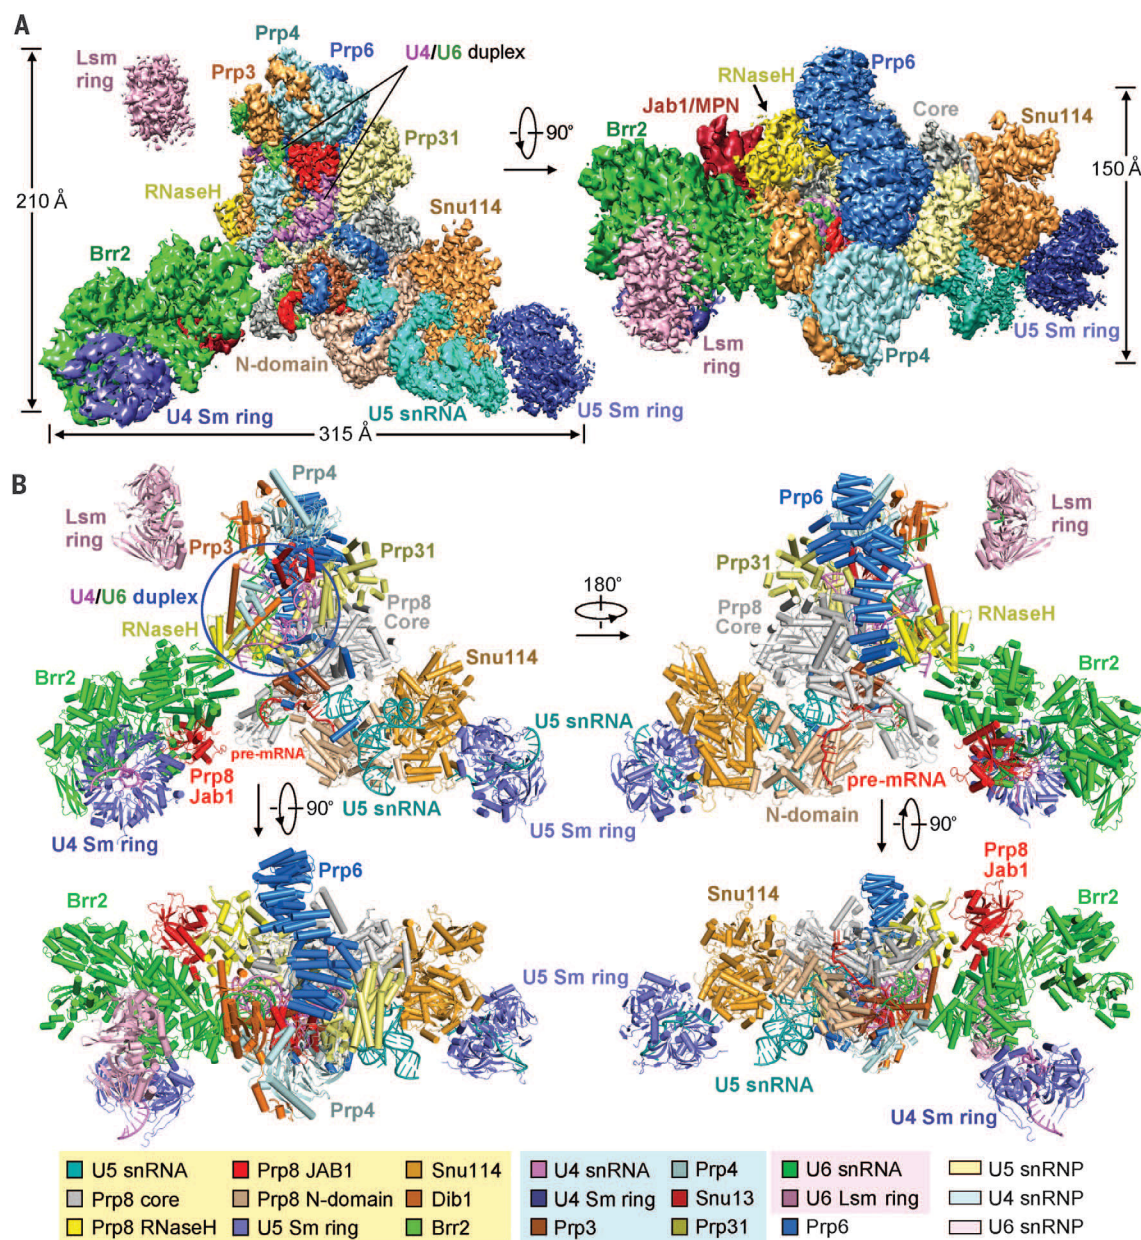 A
Lsm
ring
Prp4
Prp3
Prp6
U4/U6 duplex
Prp31
RNaseH
Snu114
Brr2
N-domain
U4 Sm ring
U5 snRNA
U5 Sm ring
210 Å
315 Å
90°
RNaseH
Prp6
Jab1/MPN
Core
Snu114
Brr2
Lsm
ring
Prp4
U5 Sm ring
150 Å
B
Lsm
ring
Prp4
Prp3
Prp31
U4/U6 duplex
RNaseH
Prp8
Core
Snu114
Brr2
U5 snRNA
pre-mRNA
Prp8
Jab1
U5 snRNA
U4 Sm ring
U5 Sm ring
180°
90°
Prp6
Lsm
ring
Prp31
Prp8
Core
RNaseH
Brr2
pre-mRNA
N-domain
90°
Prp6
Brr2
U5 Sm ring
Prp4
Prp8
Jab1
Snu114
Brr2
U5 snRNA
U4 Sm ring
U5 snRNA Prp8 JAB1 Snu114 U4 snRNA Prp4 U6 snRNA U5 snRNP
Prp8 core Prp8 N-domain Dib1 U4 Sm ring Snu13 U6 Lsm ring U4 snRNP
Prp8 RNaseH U5 Sm ring Brr2 Prp3 Prp31 Prp6 U6 snRNP